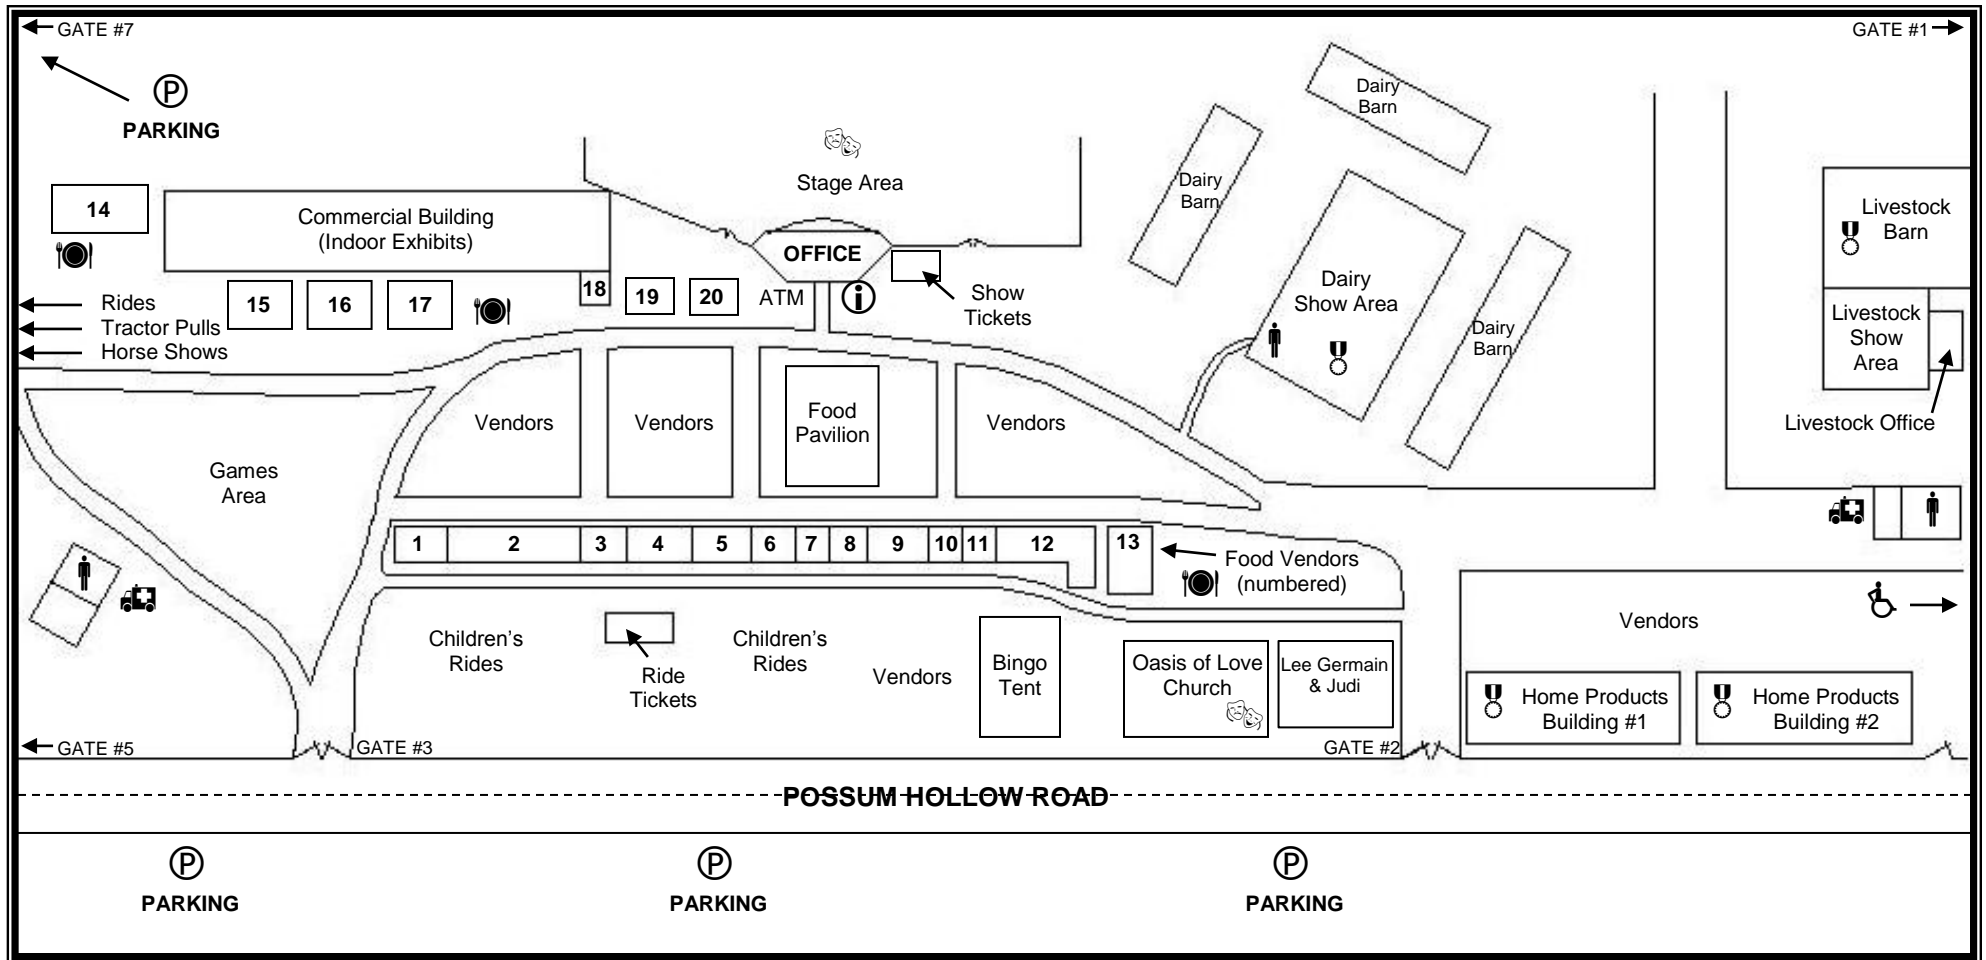 GATE #7
GATE #1
P
PARKING
Dairy
Barn
Stage Area
Dairy
Barn
14
Commercial Building
(Indoor Exhibits)
Livestock
Barn
OFFICE
Dairy
Show Area
18
15
16
17
19
20
ATM
i
Show
Tickets
Rides
Tractor Pulls
Horse Shows
Dairy
Barn
Livestock
Show
Area
Vendors
Vendors
Food
Pavilion
Vendors
Livestock Office
Games
Area
1
2
3
4
5
6
7
8
9
10
11
12
13
Food Vendors
(numbered)
Children's
Rides
Ride
Tickets
Children's
Rides
Vendors
Bingo
Tent
Oasis of Love
Church
Lee Germain
& Judi
Vendors
Home Products
Building #1
Home Products
Building #2
GATE #5
GATE #3
GATE #2
POSSUM HOLLOW ROAD
P
PARKING
P
PARKING
P
PARKING